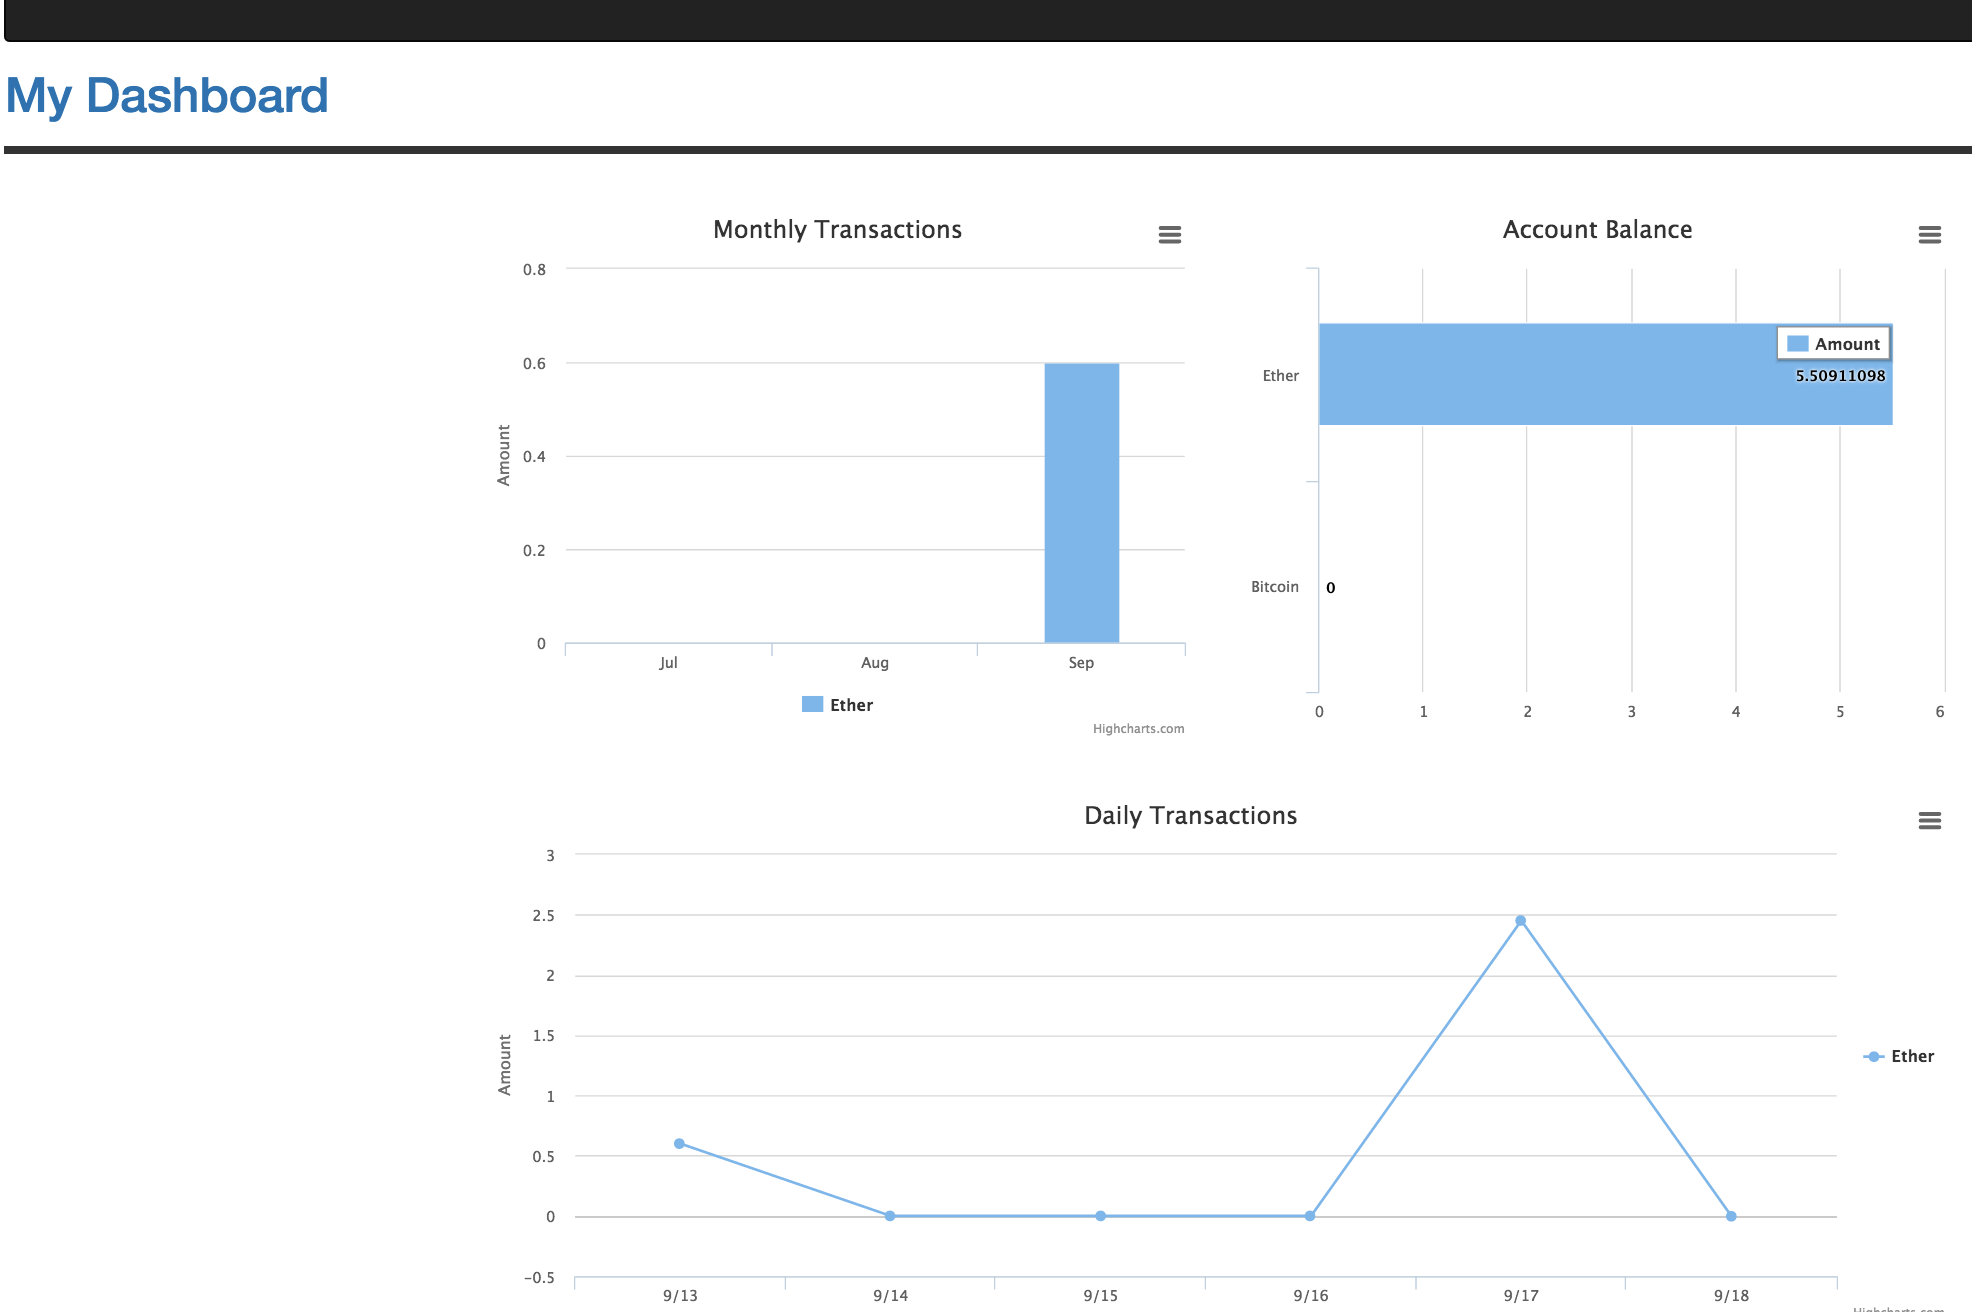 My Dashboard
Monthly Transactions
0.8
0.6
0.4
0.2
0
Amount
Jul Aug Sep
Ether
Highcharts.com
Account Balance
Amount
Ether 5.50911098
Bitcoin 0
0 1 2 3 4 5 6
Daily Transactions
3
2.5
2
1.5
1
0.5
0
-0.5
Amount
Ether
9/13 9/14 9/15 9/16 9/17 9/18